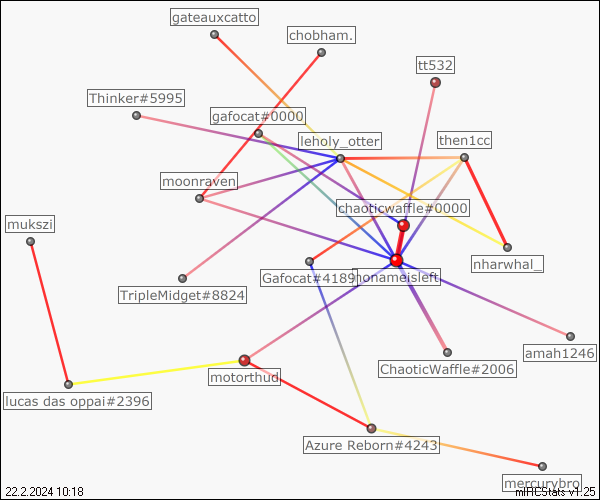 gateauxcatto
chobham.
tt532
Thinker#5995
gafocat#0000
leholy_otter
then1cc
moonraven
chaoticwaffle#0000
mukszi
nharwhal_
Gafocat#4189
nonameisleft
TripleMidget#8824
amah1246
ChaoticWaffle#2006
motorthud
lucas das oppai#2396
Azure Reborn#4243
mercurybro
22.2.2024 10:18
mIRCStats v1.25